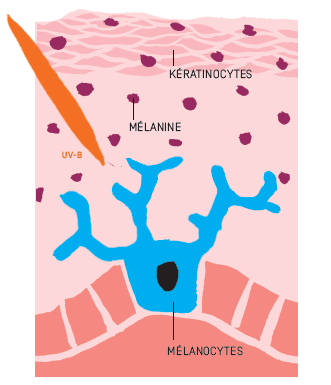 KÉRATINOCYTES
MÉLANINE
UV-B
MÉLANOCYTES